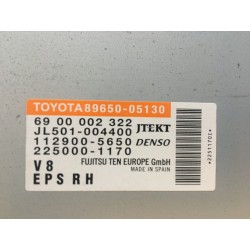 TOYOTA 89650-05130
69 00 002 322
JTEKT
JL501-004400
112900-5650 DENSO
225000-1170
V8 FUJITSU TEN EUROPE GmbH
MADE IN SPAIN
EPS RH